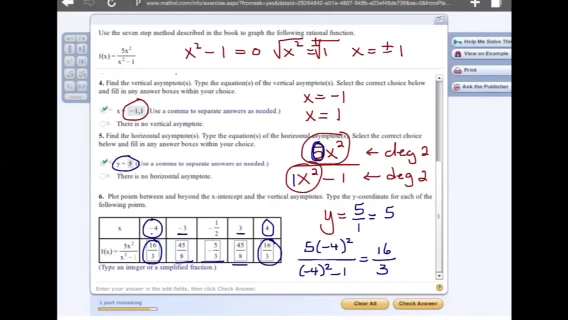 www.mathxl.com/info/exercise.aspx
Help Me Solve This
View an Example
Print
Ask the Publisher
Use the seven step method described in the book to graph the following rational function.
f(x) = 5x² / x² − 1
x² − 1 = 0 √x² = ±√1 x = ± 1
4. Find the vertical asymptote. Type the equation(s) of the vertical asymptote(s). Select the correct choice below
and fill in any answer boxes within your choice.
x = −1,1 Use a comma to separate answers as needed.)
There is no vertical asymptote.
x = −1
x = 1
5. Find the horizontal asymptote. Type the equation(s) of the horizontal asymptote(s). Select the correct choice below
and fill in any answer boxes within your choice.
y = 5 Use a comma to separate answers as needed.)
There is no horizontal asymptote.
5x² ← deg 2
1x² − 1 ← deg 2
6. Plot points between and beyond the x-intercept and the vertical asymptotes. Type the y-coordinate for each of the
following points.
y = 5/1 = 5
x −4 −3 −1/2 3 4
f(x) = 5x² / x² − 1 16/3 45/8 −5/3 45/8 16/3
(Type an integer or a simplified fraction.)
5(−4)² / (−4)² − 1 = 16/3
Enter your answer in the edit fields, then click Check Answer.
1 part remaining
Clear All
Check Answer